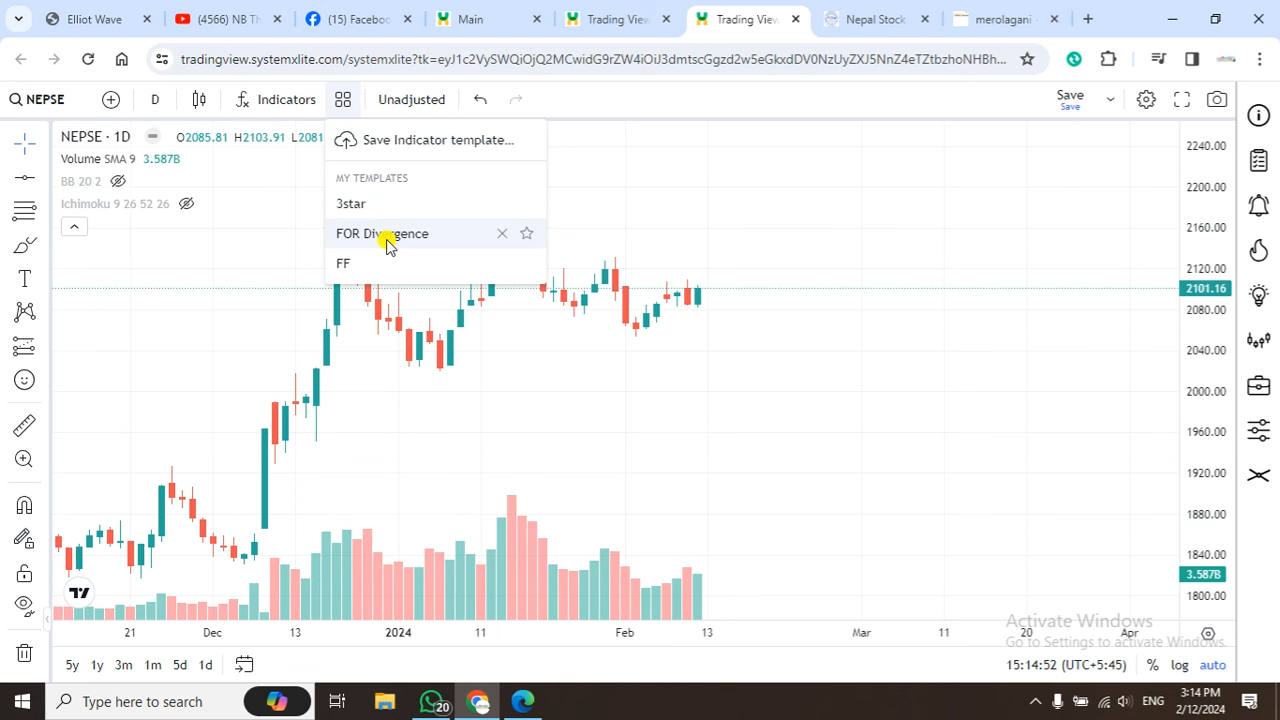 Elliot Wave
(4566) NB Th
(15) Faceboo
Main
Trading View
Trading View
Nepal Stock
merolagani -
tradingview.systemxlite.com/systemxlite?tk=eyJ1c2VySWQiOjQ2MCwidG9rZW4iOiJ3dmtscGgzd2w5eGkxdDV0NzUyZXJ5NnZ4eTZtbzhoNHBh...
NEPSE
D
Indicators
Unadjusted
Save
Save
NEPSE · 1D
O2085.81 H2103.91 L2081
Volume SMA 9 3.587B
BB 20 2
Ichimoku 9 26 52 26
Save Indicator template...
MY TEMPLATES
3star
FOR Divergence
FF
2240.00
2200.00
2160.00
2120.00
2101.16
2080.00
2040.00
2000.00
1960.00
1920.00
1880.00
1840.00
3.587B
1800.00
21
Dec
13
2024
11
Feb
13
Mar
11
20
Apr
Activate Windows
Go to Settings to activate Windows.
5y
1y
3m
1m
5d
1d
15:14:52 (UTC+5:45)
%
log
auto
Type here to search
20
ENG
3:14 PM
2/12/2024